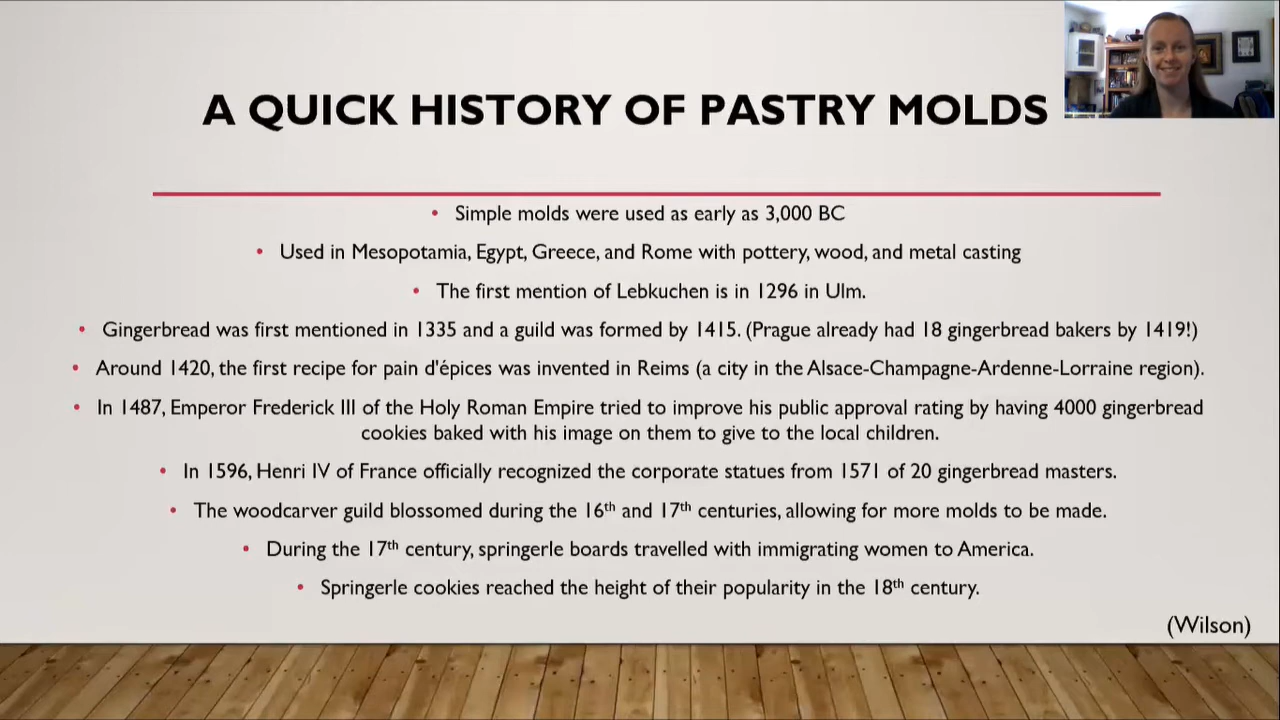 A QUICK HISTORY OF PASTRY MOLDS
• Simple molds were used as early as 3,000 BC
• Used in Mesopotamia, Egypt, Greece, and Rome with pottery, wood, and metal casting
• The first mention of Lebkuchen is in 1296 in Ulm.
• Gingerbread was first mentioned in 1335 and a guild was formed by 1415. (Prague already had 18 gingerbread bakers by 1419!)
• Around 1420, the first recipe for pain d'épices was invented in Reims (a city in the Alsace-Champagne-Ardenne-Lorraine region).
• In 1487, Emperor Frederick III of the Holy Roman Empire tried to improve his public approval rating by having 4000 gingerbread
cookies baked with his image on them to give to the local children.
• In 1596, Henri IV of France officially recognized the corporate statues from 1571 of 20 gingerbread masters.
• The woodcarver guild blossomed during the 16th and 17th centuries, allowing for more molds to be made.
• During the 17th century, springerle boards travelled with immigrating women to America.
• Springerle cookies reached the height of their popularity in the 18th century.
(Wilson)